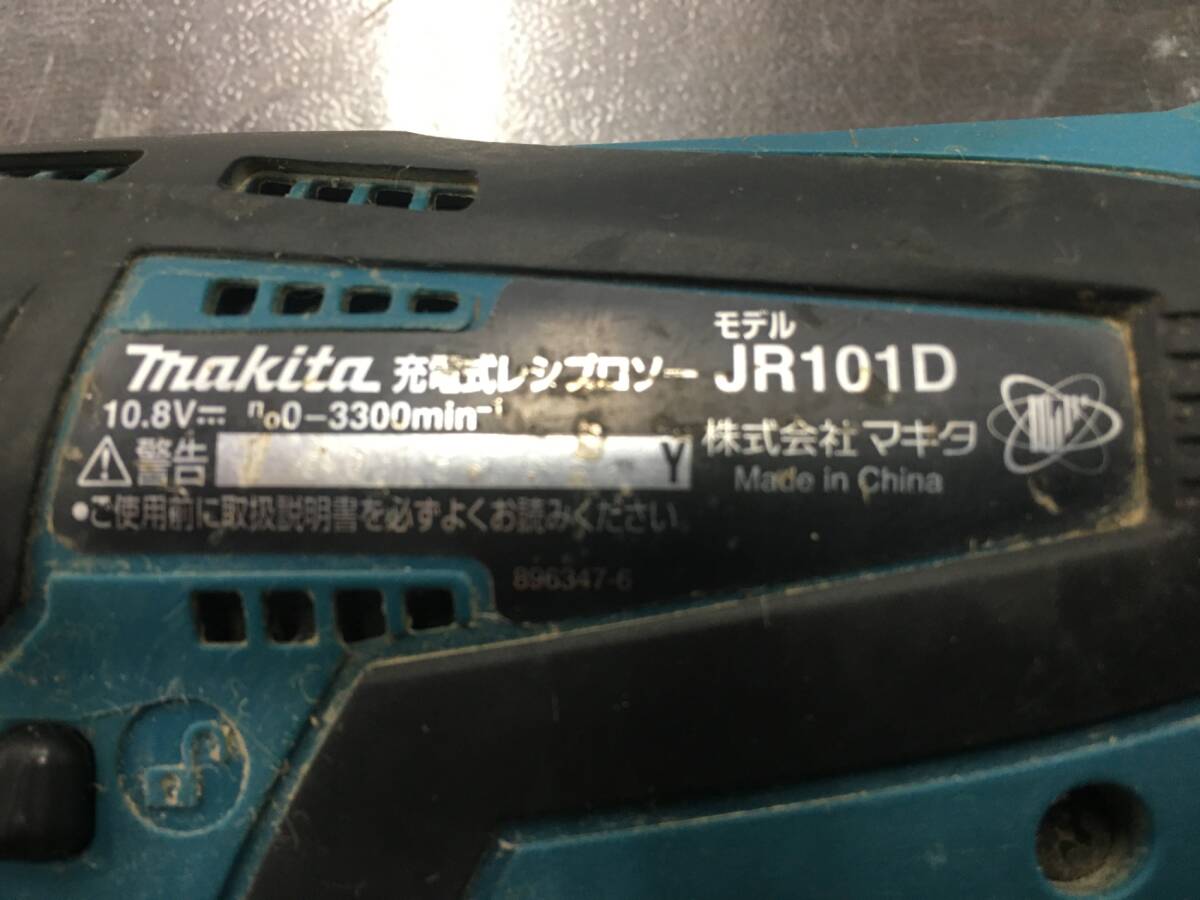 モデル
makita 充電式レシプロソー JR101D
10.8V⎓ n₀0-3300min⁻¹
⚠警告 Y 株式会社マキタ
Made in China
●ご使用前に取扱説明書を必ずよくお読みください。
896347-6